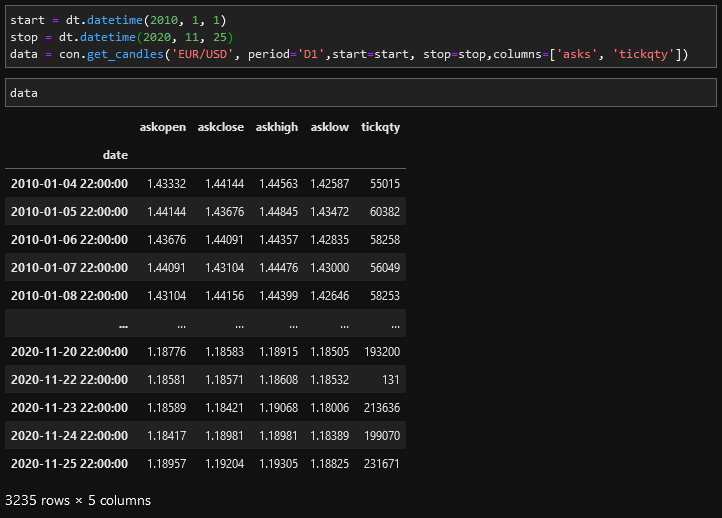 start = dt.datetime(2010, 1, 1)
stop = dt.datetime(2020, 11, 25)
data = con.get_candles('EUR/USD', period='D1',start=start, stop=stop,columns=['asks', 'tickqty'])
data
askopen askclose askhigh asklow tickqty
date
2010-01-04 22:00:00 1.43332 1.44144 1.44563 1.42587 55015
2010-01-05 22:00:00 1.44144 1.43676 1.44845 1.43472 60382
2010-01-06 22:00:00 1.43676 1.44091 1.44357 1.42835 58258
2010-01-07 22:00:00 1.44091 1.43104 1.44476 1.43000 56049
2010-01-08 22:00:00 1.43104 1.44156 1.44399 1.42646 58253
... ... ... ... ... ...
2020-11-20 22:00:00 1.18776 1.18583 1.18915 1.18505 193200
2020-11-22 22:00:00 1.18581 1.18571 1.18608 1.18532 131
2020-11-23 22:00:00 1.18589 1.18421 1.19068 1.18006 213636
2020-11-24 22:00:00 1.18417 1.18981 1.18981 1.18389 199070
2020-11-25 22:00:00 1.18957 1.19204 1.19305 1.18825 231671
3235 rows × 5 columns